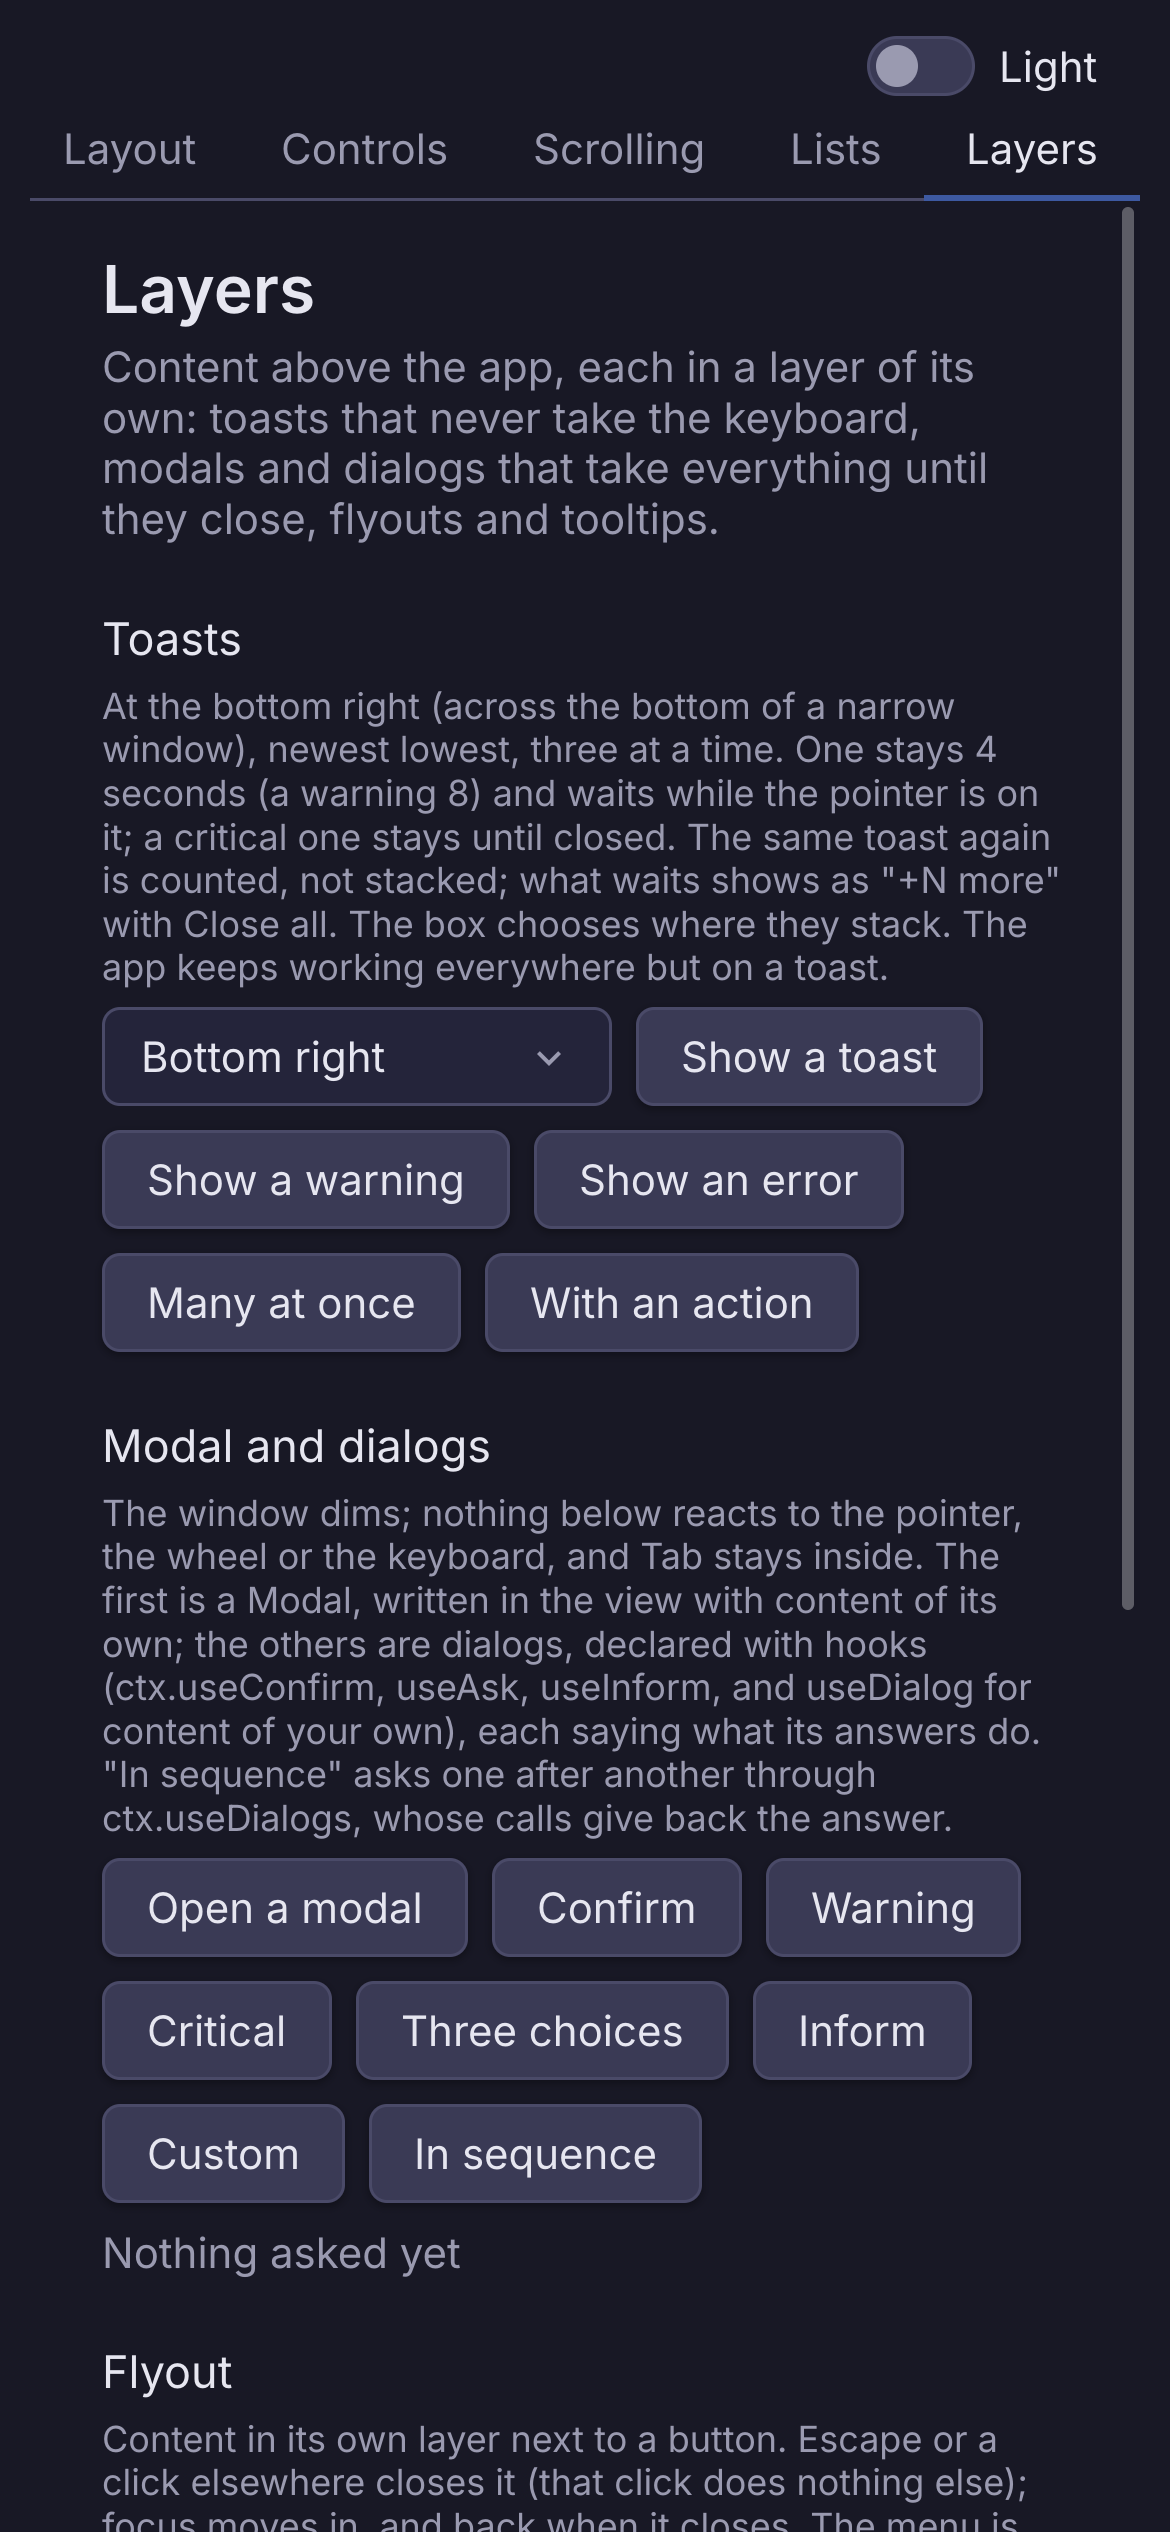 Light
Layout Controls Scrolling Lists Layers
Layers
Content above the app, each in a layer of its
own: toasts that never take the keyboard,
modals and dialogs that take everything until
they close, flyouts and tooltips.
Toasts
At the bottom right (across the bottom of a narrow
window), newest lowest, three at a time. One stays 4
seconds (a warning 8) and waits while the pointer is on
it; a critical one stays until closed. The same toast again
is counted, not stacked; what waits shows as "+N more"
with Close all. The box chooses where they stack. The
app keeps working everywhere but on a toast.
Bottom right Show a toast
Show a warning Show an error
Many at once With an action
Modal and dialogs
The window dims; nothing below reacts to the pointer,
the wheel or the keyboard, and Tab stays inside. The
first is a Modal, written in the view with content of its
own; the others are dialogs, declared with hooks
(ctx.useConfirm, useAsk, useInform, and useDialog for
content of your own), each saying what its answers do.
"In sequence" asks one after another through
ctx.useDialogs, whose calls give back the answer.
Open a modal Confirm Warning
Critical Three choices Inform
Custom In sequence
Nothing asked yet
Flyout
Content in its own layer next to a button. Escape or a
click elsewhere closes it (that click does nothing else);
focus moves in, and back when it closes. The menu is